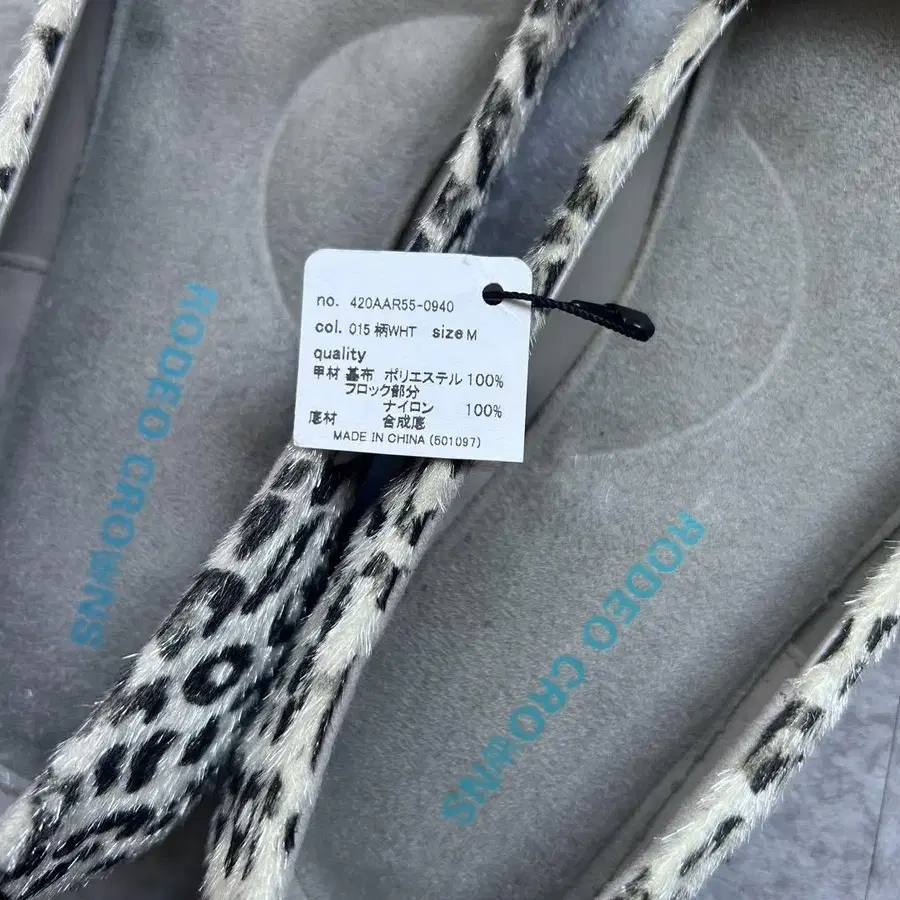 no. 420AAR55-0940
col. 015 柄WHT size M
quality
甲材 基布 ポリエステル 100%
フロック部分
ナイロン 100%
底材 合成底
MADE IN CHINA (501097)
RODEO CROWNS
RODEO CROWNS